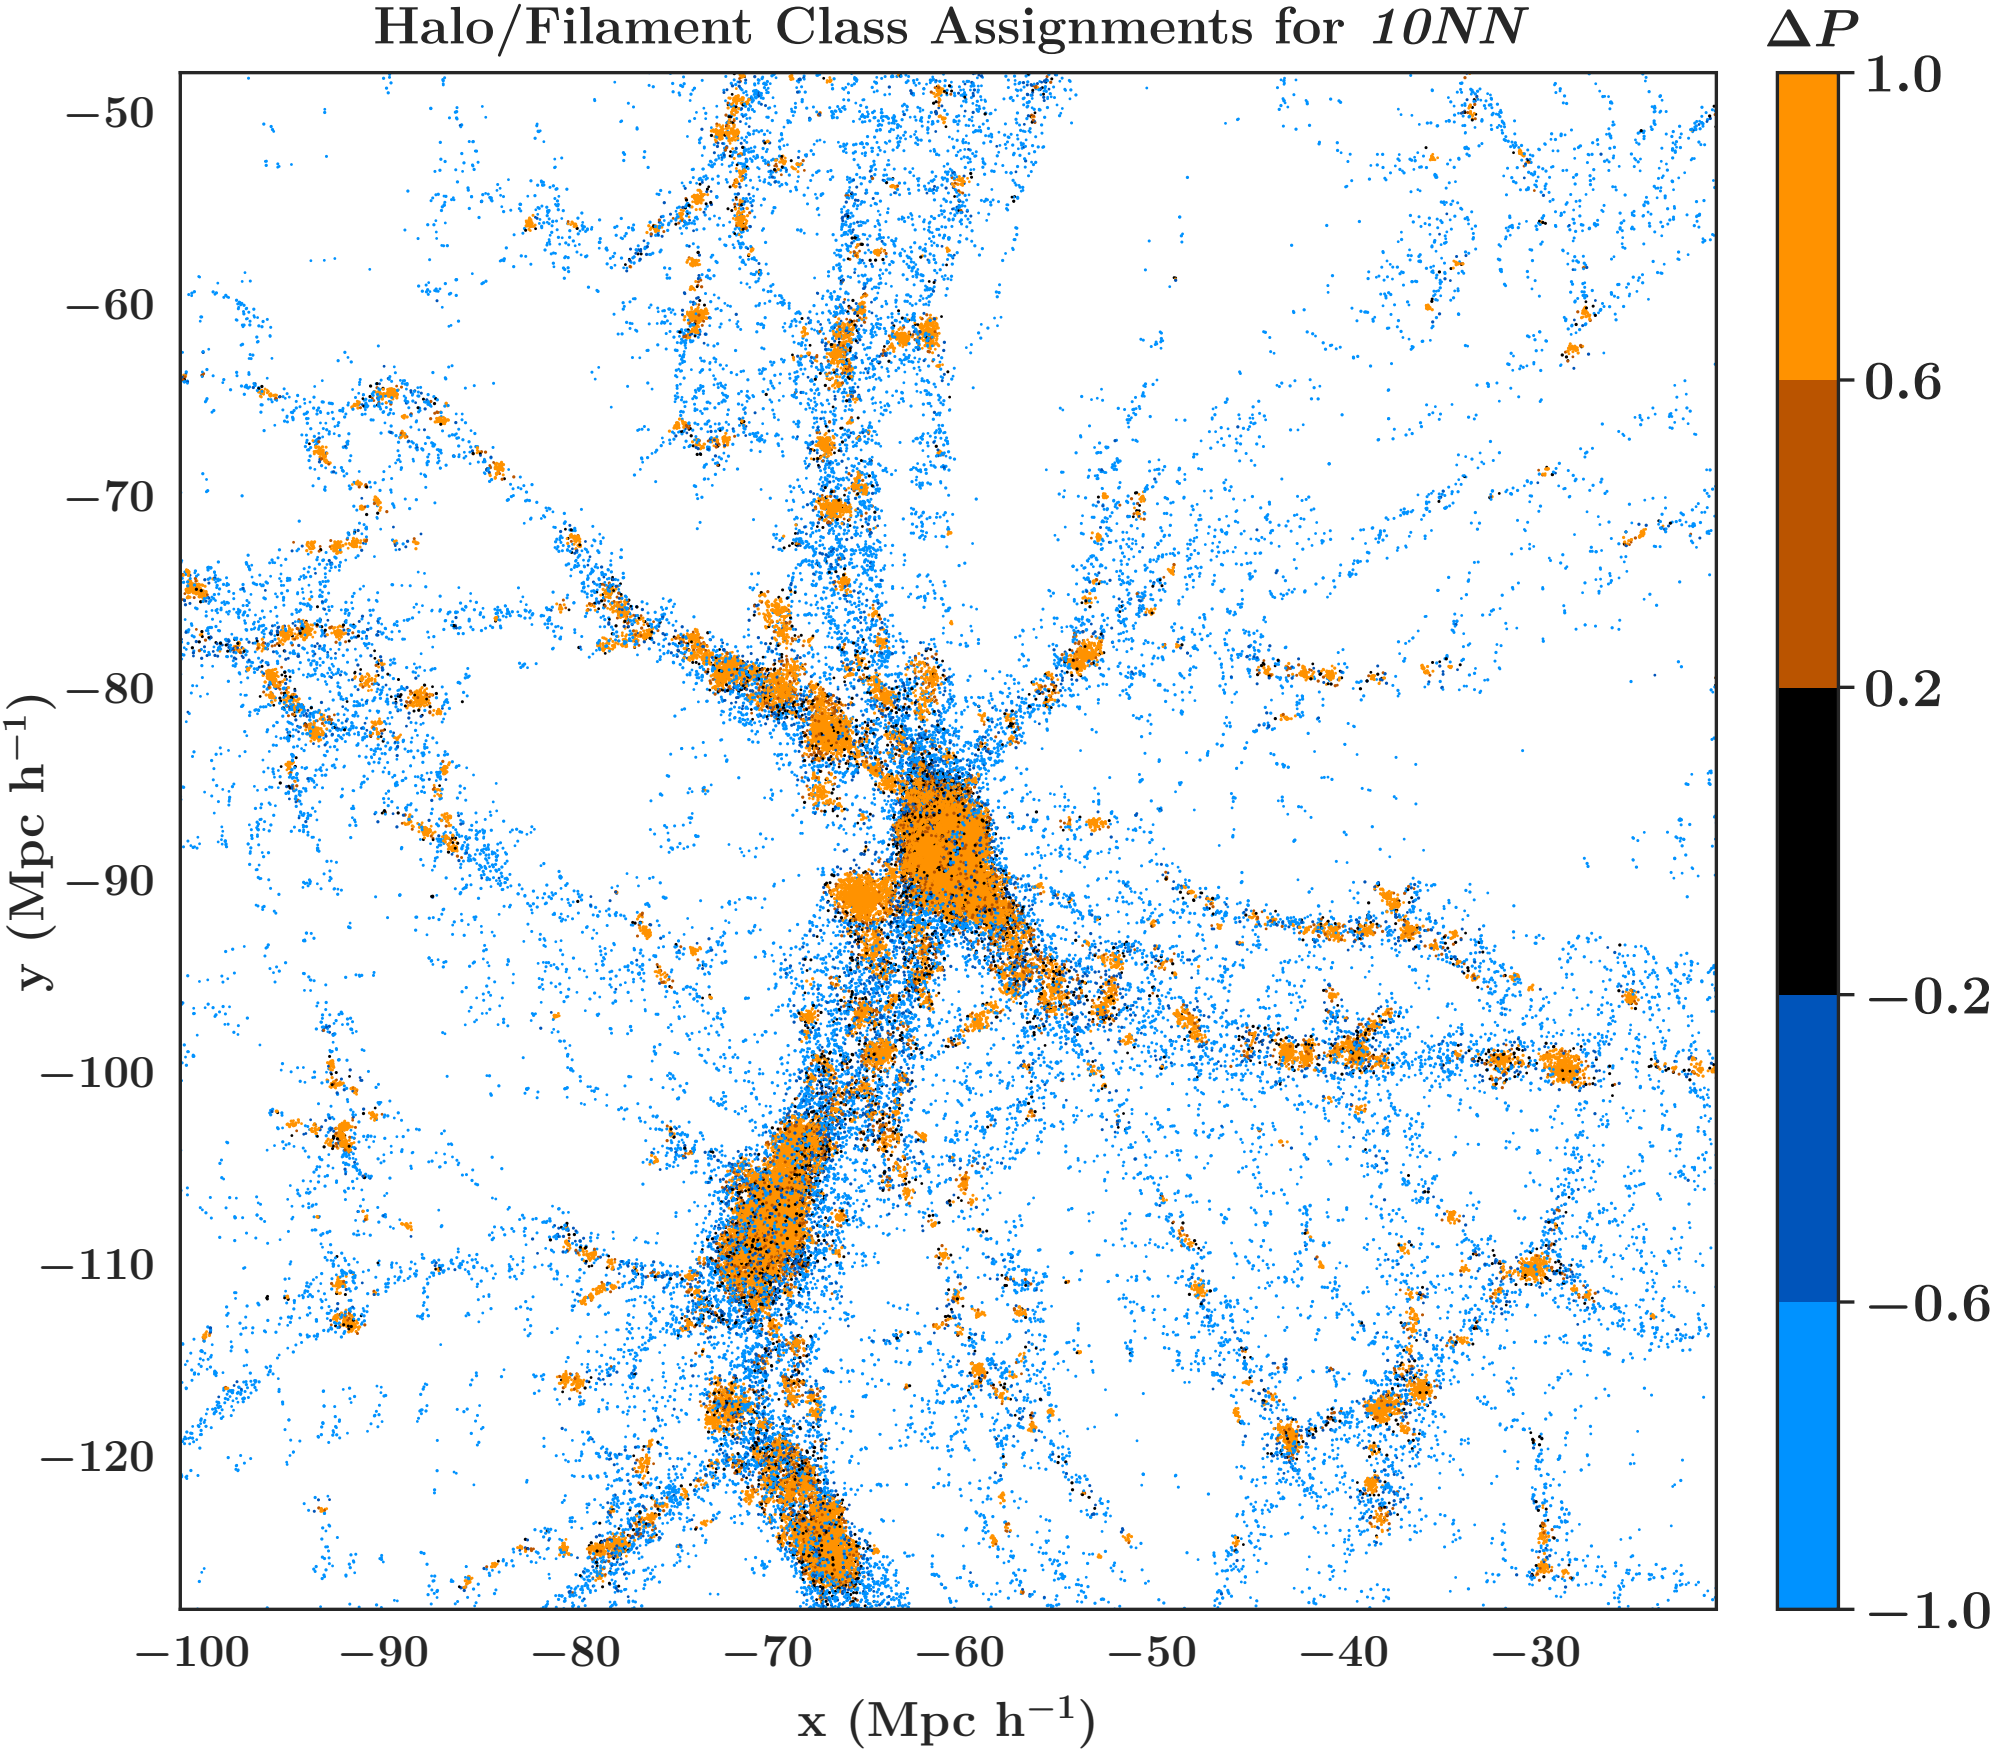 Halo/Filament Class Assignments for 10NN
ΔP
1.0
0.6
0.2
−0.2
−0.6
−1.0
−50
−60
−70
−80
−90
−100
−110
−120
y (Mpc h⁻¹)
−100 −90 −80 −70 −60 −50 −40 −30
x (Mpc h⁻¹)